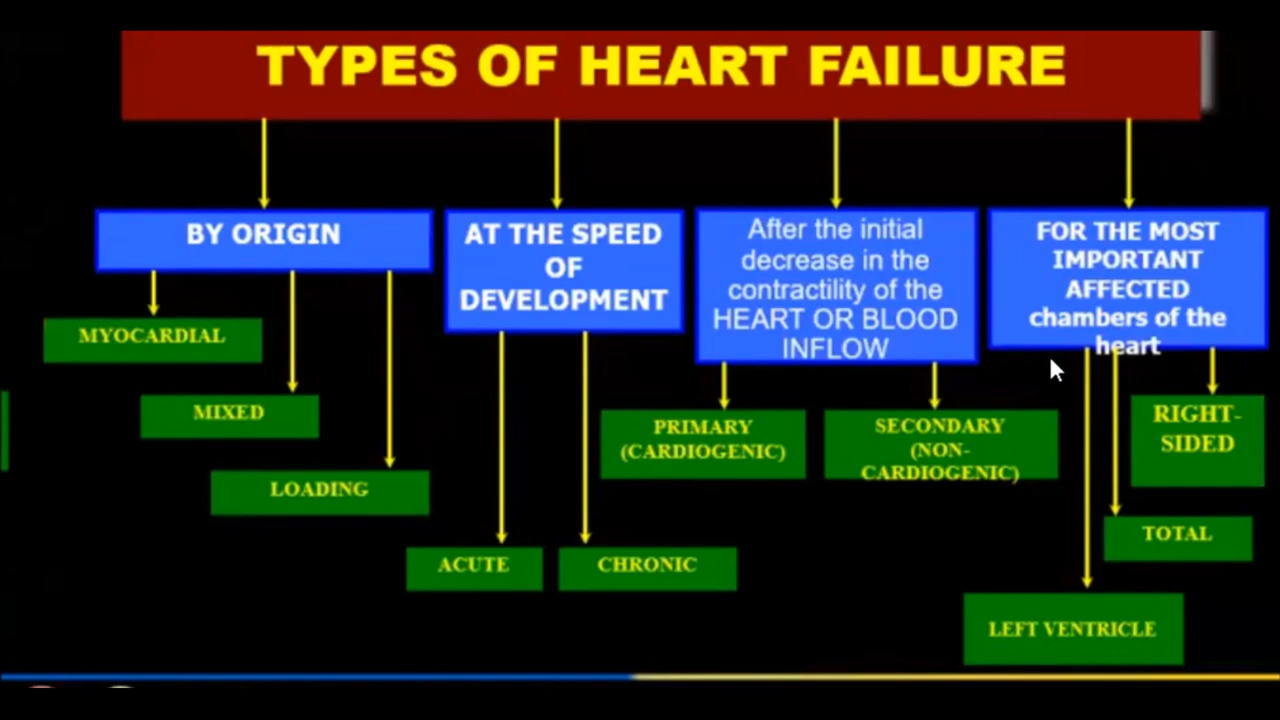 TYPES OF HEART FAILURE
BY ORIGIN
MYOCARDIAL
MIXED
LOADING
AT THE SPEED
OF
DEVELOPMENT
ACUTE
CHRONIC
After the initial
decrease in the
contractility of the
HEART OR BLOOD
INFLOW
PRIMARY
(CARDIOGENIC)
SECONDARY
(NON-
CARDIOGENIC)
FOR THE MOST
IMPORTANT
AFFECTED
chambers of the
heart
RIGHT-
SIDED
TOTAL
LEFT VENTRICLE